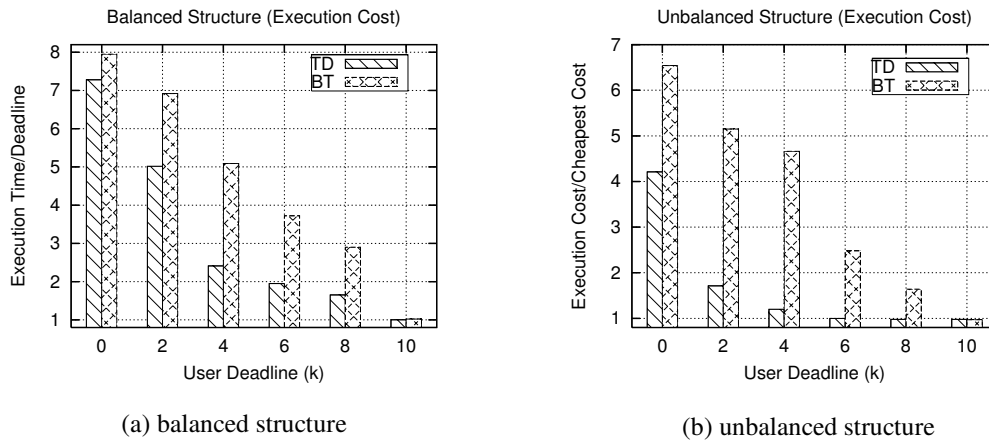 Balanced Structure (Execution Cost)
Execution Time/Deadline
8
7
6
5
4
3
2
1
TD
BT
0 2 4 6 8 10
User Deadline (k)
(a) balanced structure
Unbalanced Structure (Execution Cost)
Execution Cost/Cheapest Cost
7
6
5
4
3
2
1
TD
BT
0 2 4 6 8 10
User Deadline (k)
(b) unbalanced structure